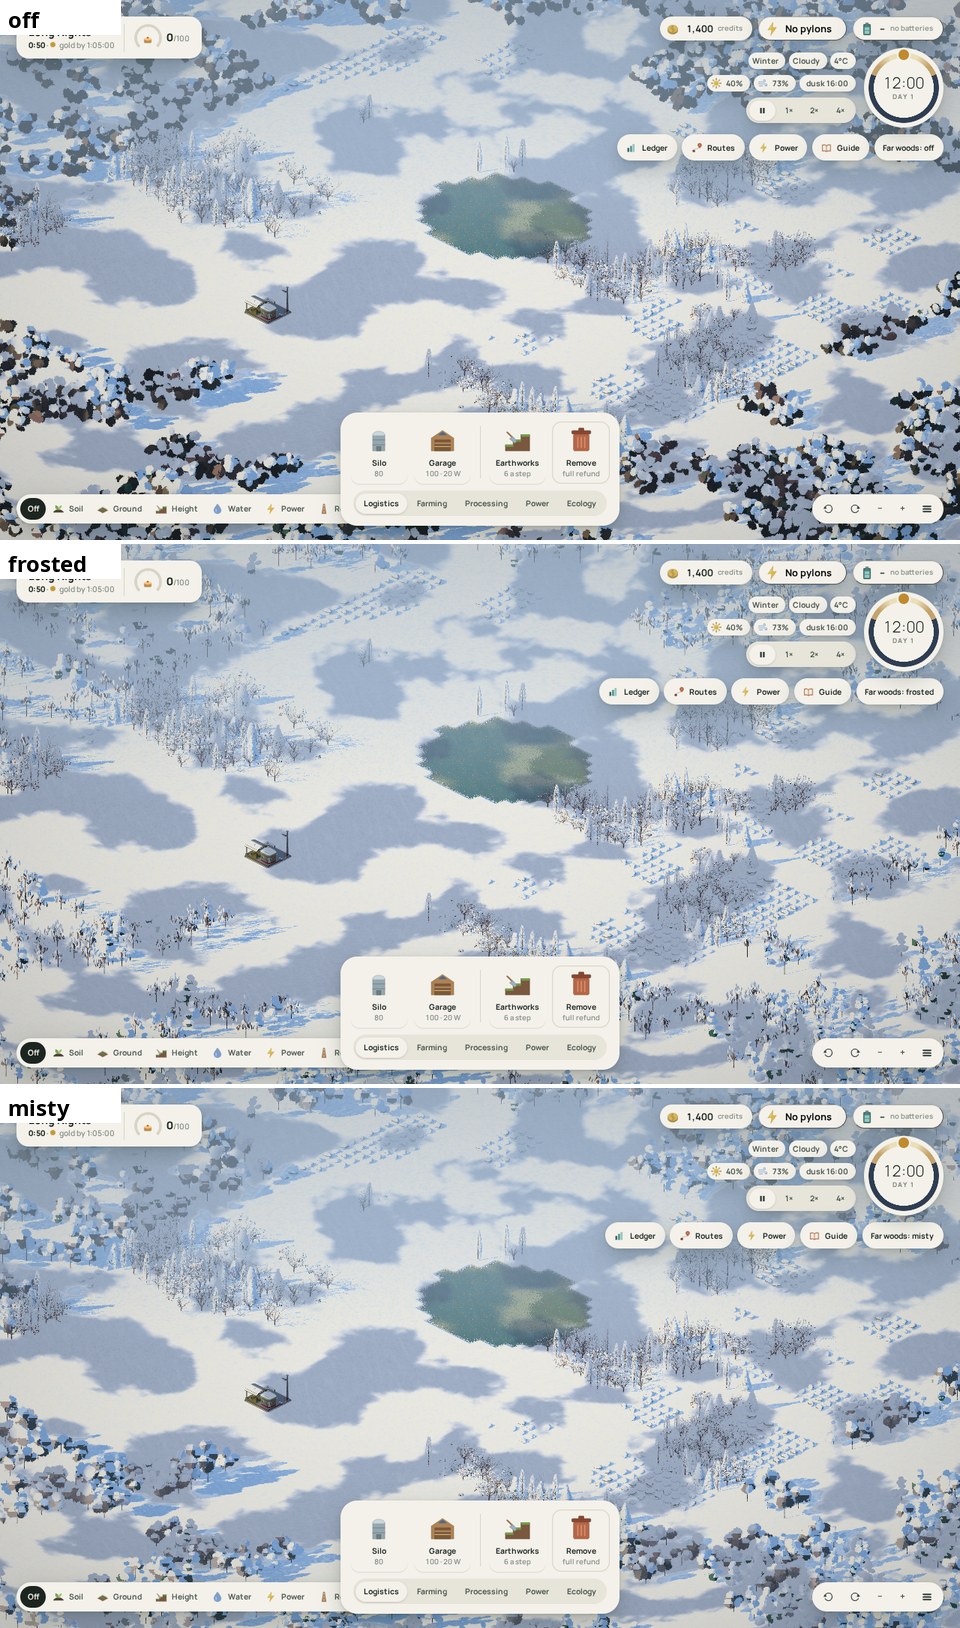 off
0:50 · gold by 1:05:00
0/100
1,400 credits
No pylons
– no batteries
Winter
Cloudy
4°C
40%
73%
dusk 16:00
12:00
DAY 1
1×
2×
4×
Ledger
Routes
Power
Guide
Far woods: off
Silo
80
Garage
100 · 20 W
Earthworks
6 a step
Remove
full refund
Logistics
Farming
Processing
Power
Ecology
Off
Soil
Ground
Height
Water
Power
frosted
0:50 · gold by 1:05:00
0/100
1,400 credits
No pylons
– no batteries
Winter
Cloudy
4°C
40%
73%
dusk 16:00
12:00
DAY 1
1×
2×
4×
Ledger
Routes
Power
Guide
Far woods: frosted
Silo
80
Garage
100 · 20 W
Earthworks
6 a step
Remove
full refund
Logistics
Farming
Processing
Power
Ecology
Off
Soil
Ground
Height
Water
Power
misty
0:50 · gold by 1:05:00
0/100
1,400 credits
No pylons
– no batteries
Winter
Cloudy
4°C
40%
73%
dusk 16:00
12:00
DAY 1
1×
2×
4×
Ledger
Routes
Power
Guide
Far woods: misty
Silo
80
Garage
100 · 20 W
Earthworks
6 a step
Remove
full refund
Logistics
Farming
Processing
Power
Ecology
Off
Soil
Ground
Height
Water
Power